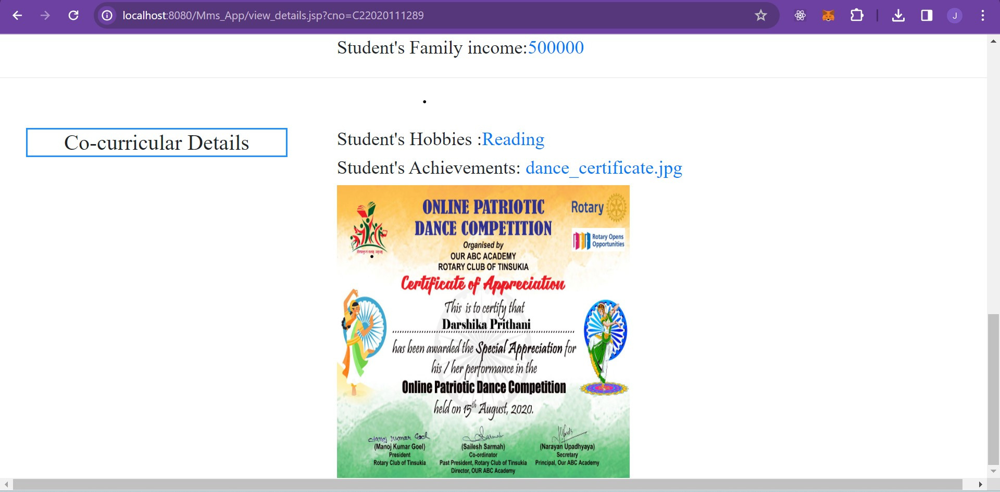 localhost:8080/Mms_App/view_details.jsp?cno=C22020111289
J
Student's Family income:500000
.
Co-curricular Details
Student's Hobbies :Reading
Student's Achievements: dance_certificate.jpg
ONLINE PATRIOTIC
DANCE COMPETITION
Rotary
Rotary Opens
Opportunities
Organised by
OUR ABC ACADEMY
ROTARY CLUB OF TINSUKIA
Certificate of Appreciation
This is to certify that
Darshika Prithani
has been awarded the Special Appreciation for
his / her performance in the
Online Patriotic Dance Competition
held on 15th August, 2020.
(Manoj Kumar Goel)
President
Rotary Club of Tinsukia
(Sailesh Sarmah)
Co-ordinator
Past President, Rotary Club of Tinsukia
Director, OUR ABC Academy
(Narayan Upadhyaya)
Secretary
Principal, Our ABC Academy